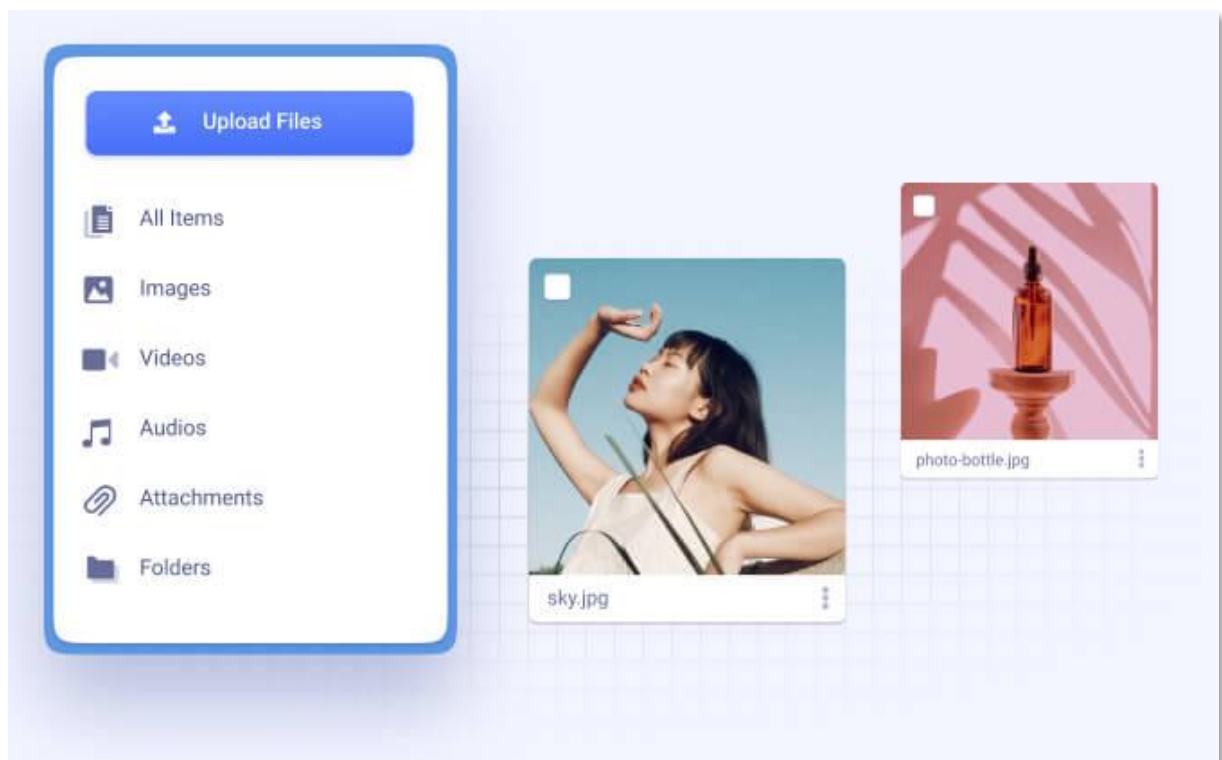 Upload Files
All Items
Images
Videos
Audios
Attachments
Folders
sky.jpg
photo-bottle.jpg